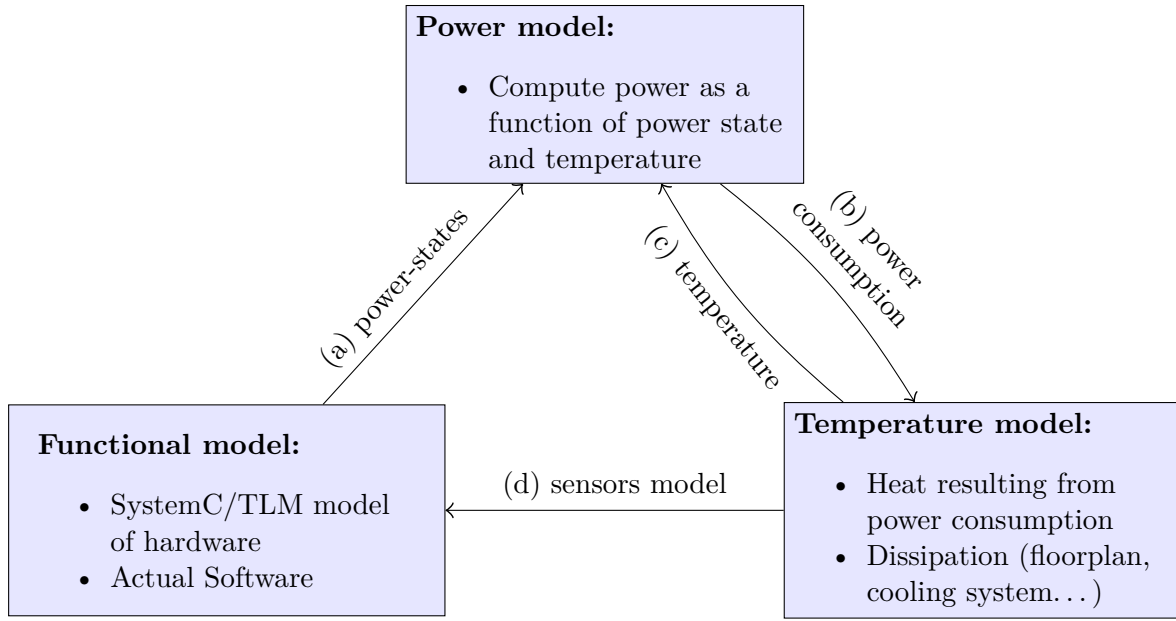 Power model:
• Compute power as a
function of power state
and temperature
(a) power-states
(b) power
consumption
(c) temperature
Functional model:
• SystemC/TLM model
of hardware
• Actual Software
(d) sensors model
Temperature model:
• Heat resulting from
power consumption
• Dissipation (floorplan,
cooling system...)